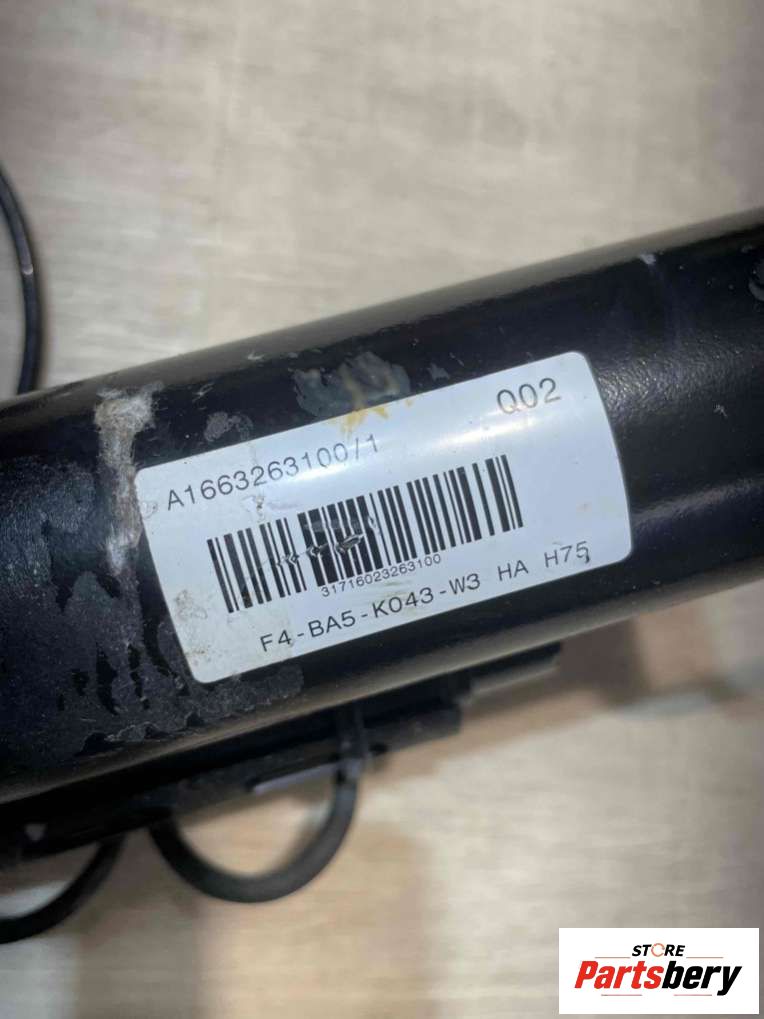 A1663263100/1
Q02
31716023263100
F4-BA5-K043-W3 HA H75
STORE
Partsbery